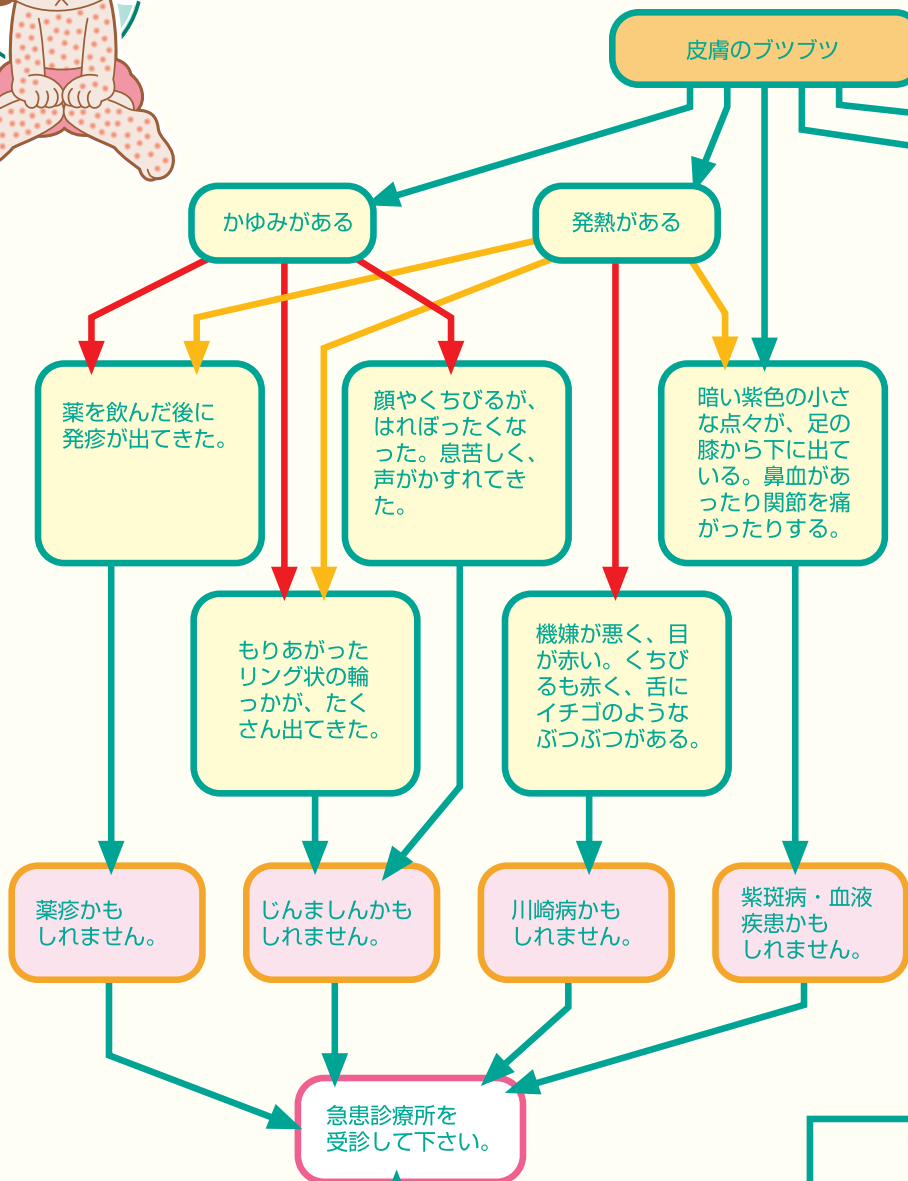 皮膚のブツブツ
かゆみがある
発熱がある
薬を飲んだ後に
発疹が出てきた。
顔やくちびるが、
はれぼったくな
った。息苦しく、
声がかすれてき
た。
暗い紫色の小さ
な点々が、足の
膝から下に出て
いる。鼻血があ
ったり関節を痛
がったりする。
もりあがった
リング状の輪
っかが、たく
さん出てきた。
機嫌が悪く、目
が赤い。くちび
るも赤く、舌に
イチゴのような
ぶつぶつがある。
薬疹かも
しれません。
じんましんかも
しれません。
川崎病かも
しれません。
紫斑病・血液
疾患かも
しれません。
急患診療所を
受診して下さい。